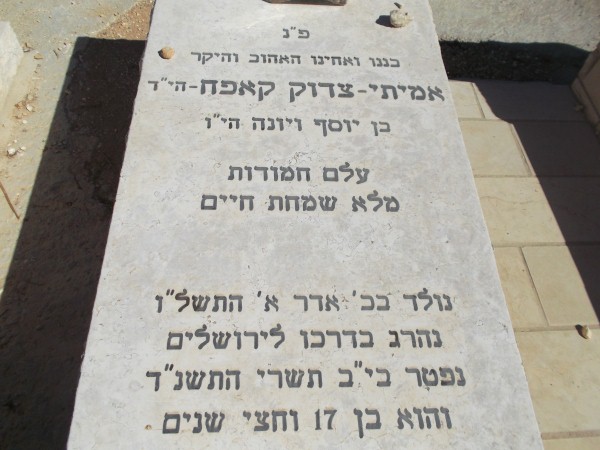 פ"נ
בננו ואחינו האהוב והיקר
אמיתי-צדוק קאפח-הי"ד
בן יוסף ויונה הי"ו
עלם חמודות
מלא שמחת חיים
נולד בכ' אדר א' התשל"ו
נהרג בדרכו לירושלים
נפטר בי"ב תשרי התשנ"ד
והוא בן 17 וחצי שנים